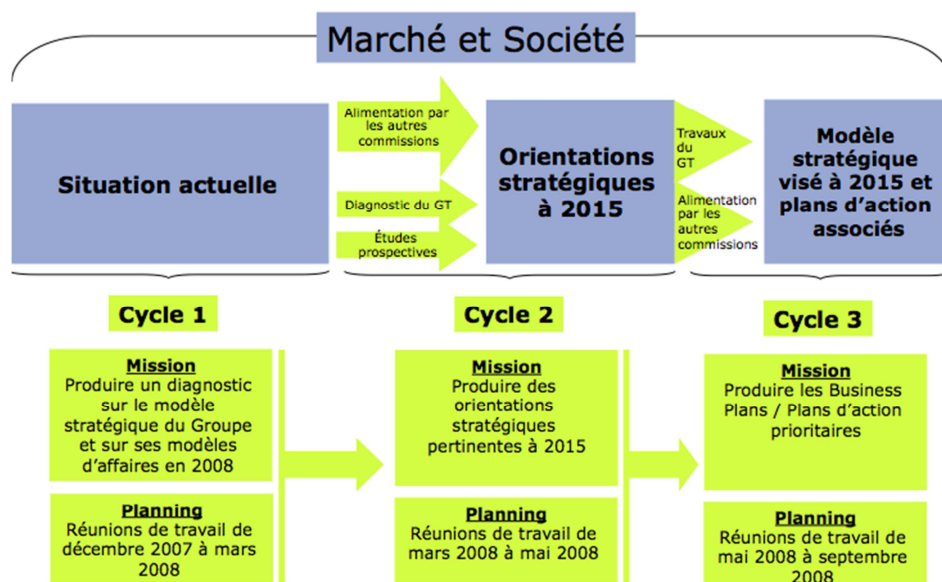 Marché et Société
Situation actuelle
Alimentation par
les autres
commissions
Diagnostic du GT
Études
prospectives
Orientations
stratégiques
à 2015
Travaux
du
GT
Alimentation
par les
autres
commissions
Modèle
stratégique
visé à 2015 et
plans d’action
associés
Cycle 1
Cycle 2
Cycle 3
Mission
Produire un diagnostic
sur le modèle
stratégique du Groupe
et sur ses modèles
d’affaires en 2008
Mission
Produire des
orientations
stratégiques
pertinentes à 2015
Mission
Produire les Business
Plans / Plans d’action
prioritaires
Planning
Réunions de travail de
décembre 2007 à mars
2008
Planning
Réunions de travail de
mars 2008 à mai 2008
Planning
Réunions de travail de
mai 2008 à septembre
2008